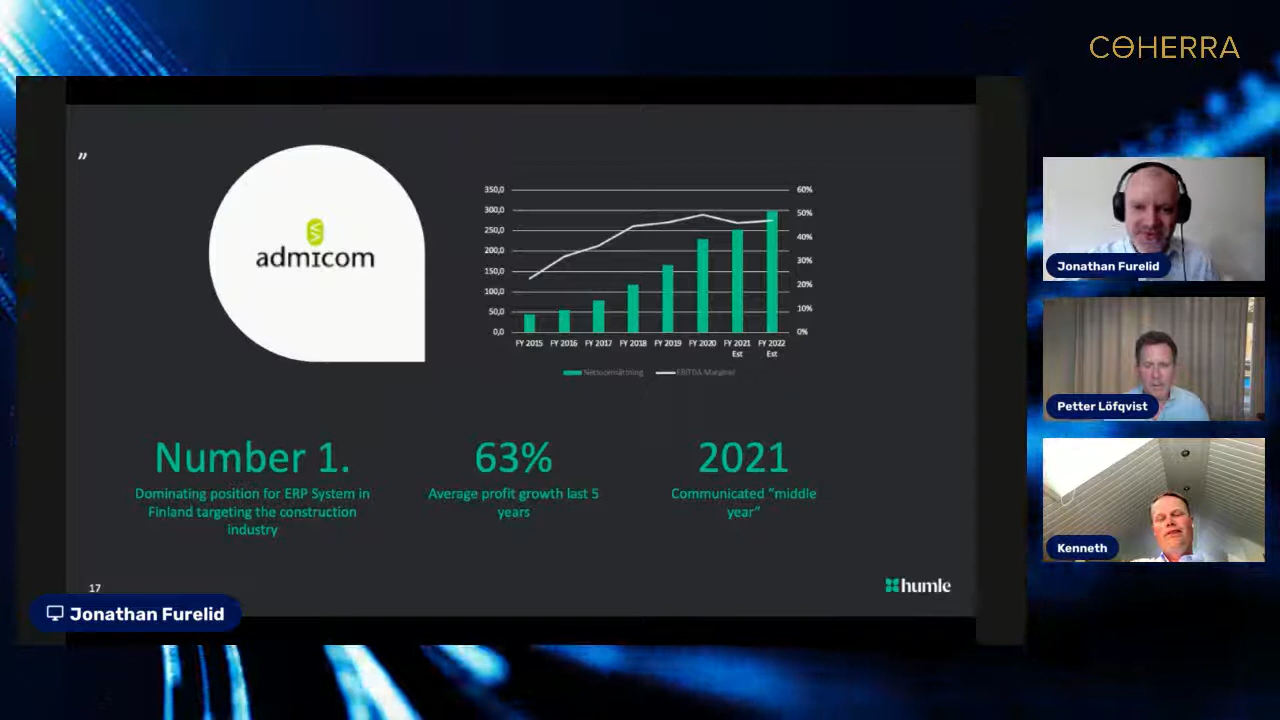 COHERRA
”
admicom
350,0
300,0
250,0
200,0
150,0
100,0
50,0
0,0
60%
50%
40%
30%
20%
10%
0%
FY 2015 FY 2016 FY 2017 FY 2018 FY 2019 FY 2020 FY 2021 FY 2022
Est Est
Nettoomsättning EBITDA Marginal
Number 1.
Dominating position for ERP System in
Finland targeting the construction
industry
63%
Average profit growth last 5
years
2021
Communicated “middle
year”
17
humle
Jonathan Furelid
Jonathan Furelid
Petter Löfqvist
Kenneth